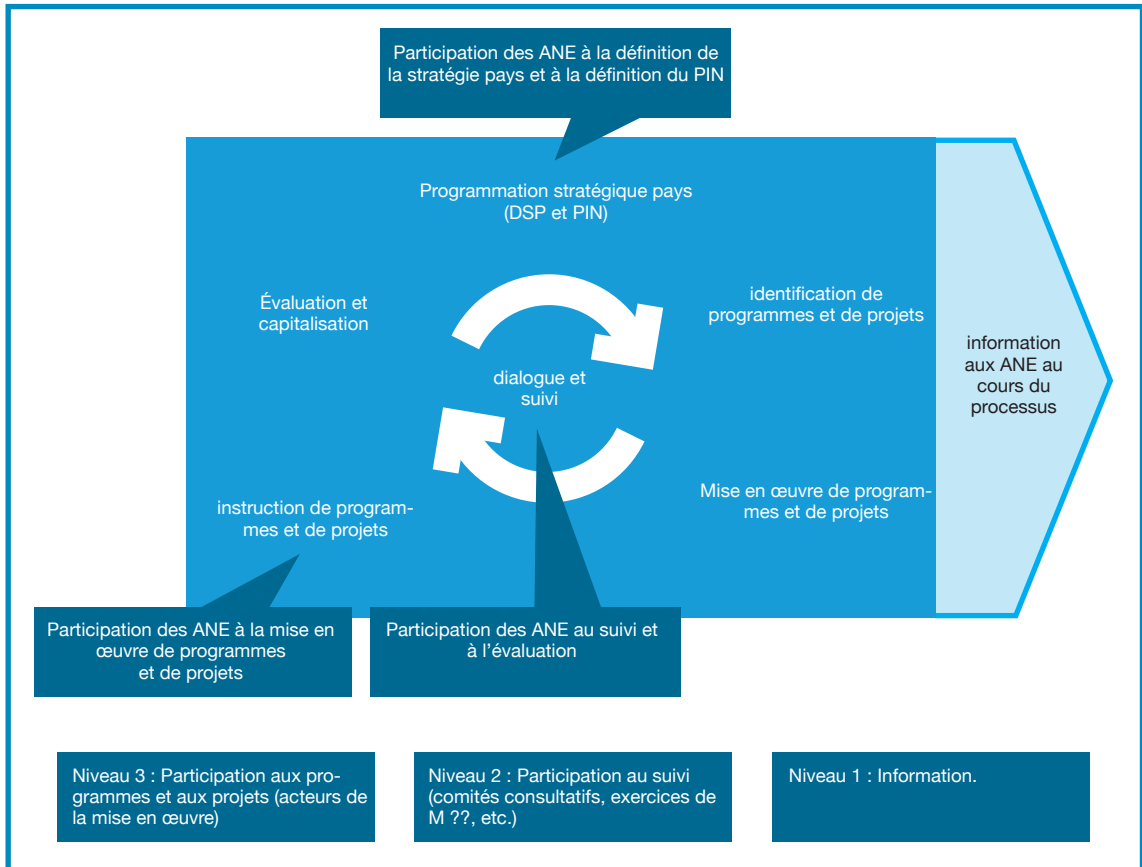 Participation des ANE à la définition de
la stratégie pays et à la définition du PIN
Programmation stratégique pays
(DSP et PIN)
Évaluation et
capitalisation
identification de
programmes et de projets
information
aux ANE au
cours du
processus
dialogue et
suivi
instruction de program-
mes et de projets
Mise en œuvre de program-
mes et de projets
Participation des ANE à la mise en
œuvre de programmes
et de projets
Participation des ANE au suivi et
à l’évaluation
Niveau 3 : Participation aux pro-
grammes et aux projets (acteurs de
la mise en œuvre)
Niveau 2 : Participation au suivi
(comités consultatifs, exercices de
M ??, etc.)
Niveau 1 : Information.